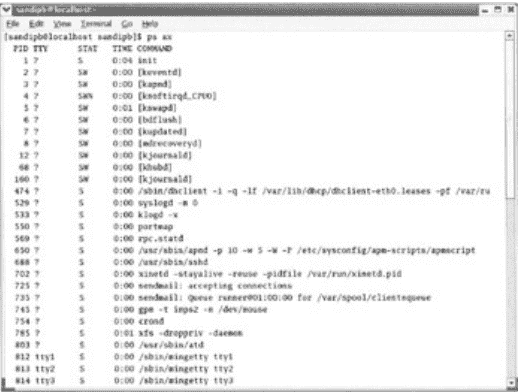 sandipb@localhost:~
File Edit View Terminal Go Help
[sandipb@localhost sandipb]$ ps ax
PID TTY STAT TIME COMMAND
1 ? S 0:04 init
2 ? SW 0:00 [keventd]
3 ? SW 0:00 [kapmd]
4 ? SWN 0:00 [ksoftirqd_CPU0]
5 ? SW 0:01 [kswapd]
6 ? SW 0:00 [bdflush]
7 ? SW 0:00 [kupdated]
8 ? SW 0:00 [mdrecoveryd]
12 ? SW 0:00 [kjournald]
68 ? SW 0:00 [khubd]
160 ? SW 0:00 [kjournald]
474 ? S 0:00 /sbin/dhclient -1 -q -lf /var/lib/dhcp/dhclient-eth0.leases -pf /var/ru
529 ? S 0:00 syslogd -m 0
533 ? S 0:00 klogd -x
550 ? S 0:00 portmap
569 ? S 0:00 rpc.statd
650 ? S 0:00 /usr/sbin/apmd -p 10 -w 5 -W -P /etc/sysconfig/apm-scripts/apmscript
688 ? S 0:00 /usr/sbin/sshd
702 ? S 0:00 xinetd -stayalive -reuse -pidfile /var/run/xinetd.pid
725 ? S 0:00 sendmail: accepting connections
735 ? S 0:00 sendmail: Queue runner@01:00:00 for /var/spool/clientmqueue
745 ? S 0:00 gpm -t imps2 -m /dev/mouse
754 ? S 0:00 crond
785 ? S 0:01 xfs -droppriv -daemon
803 ? S 0:00 /usr/sbin/atd
812 tty1 S 0:00 /sbin/mingetty tty1
813 tty2 S 0:00 /sbin/mingetty tty2
814 tty3 S 0:00 /sbin/mingetty tty3